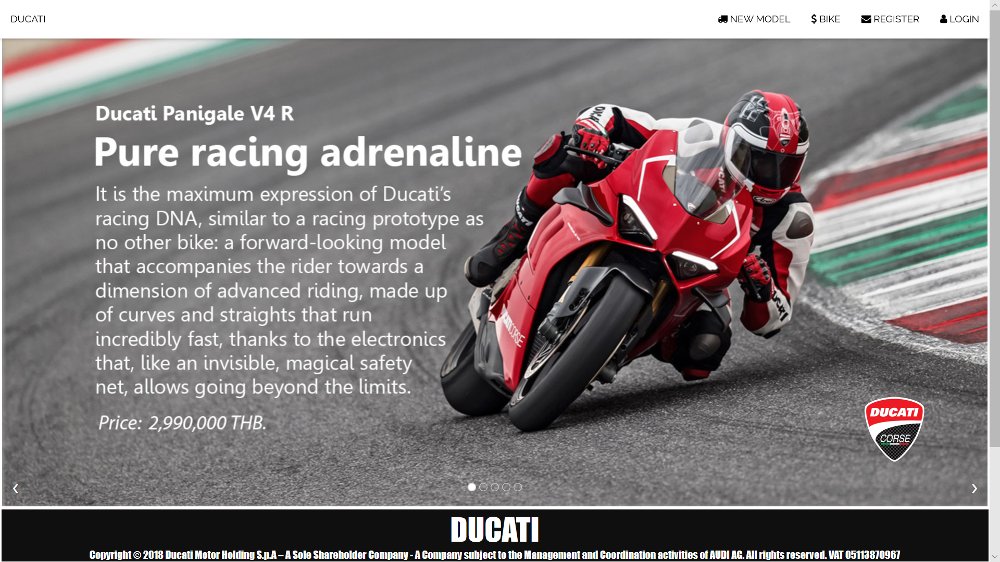 DUCATI
NEW MODEL
BIKE
REGISTER
LOGIN
Ducati Panigale V4 R
Pure racing adrenaline
It is the maximum expression of Ducati’s
racing DNA, similar to a racing prototype as
no other bike: a forward-looking model
that accompanies the rider towards a
dimension of advanced riding, made up
of curves and straights that run
incredibly fast, thanks to the electronics
that, like an invisible, magical safety
net, allows going beyond the limits.
Price: 2,990,000 THB.
DUCATI
CORSE
DUCATI
Copyright © 2018 Ducati Motor Holding S.p.A – A Sole Shareholder Company - A Company subject to the Management and Coordination activities of AUDI AG. All rights reserved. VAT 05113870967